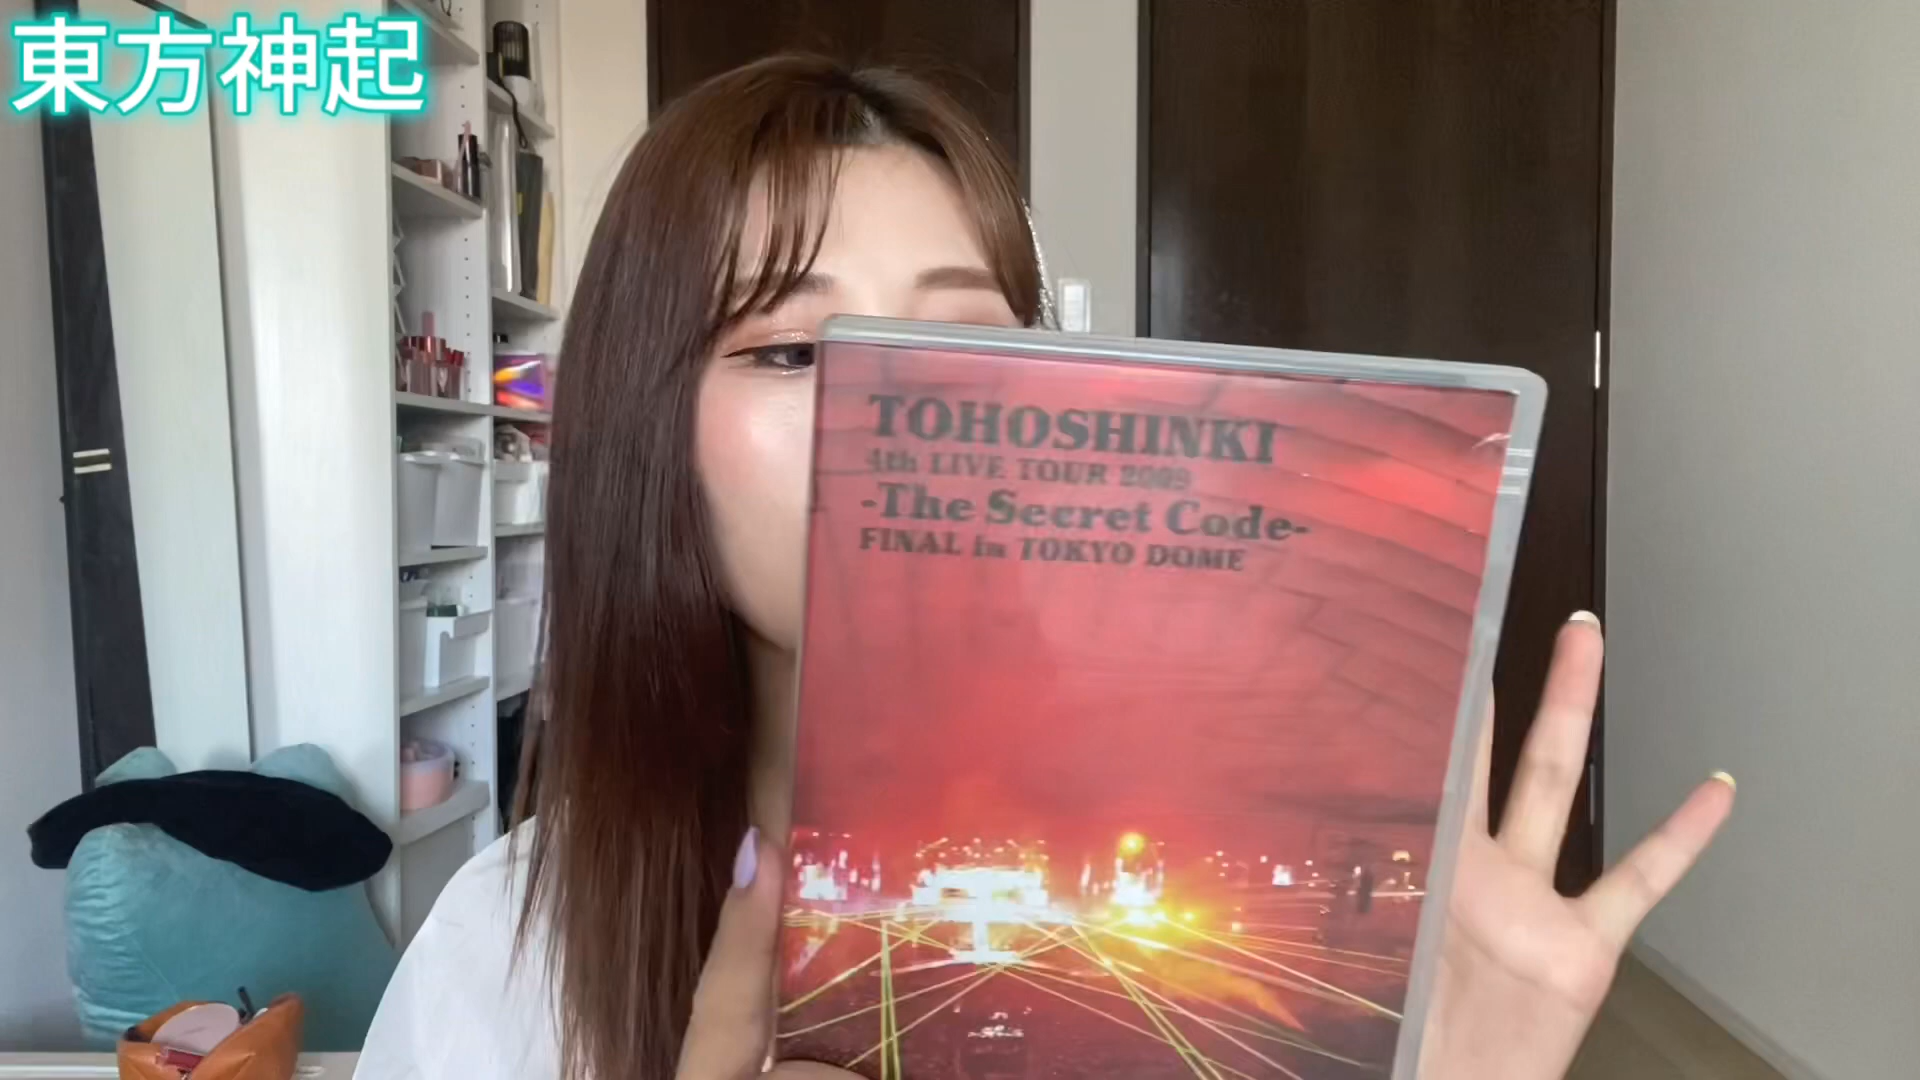 東方神起
TOHOSHINKI
4th LIVE TOUR 2009
-The Secret Code-
FINAL in TOKYO DOME